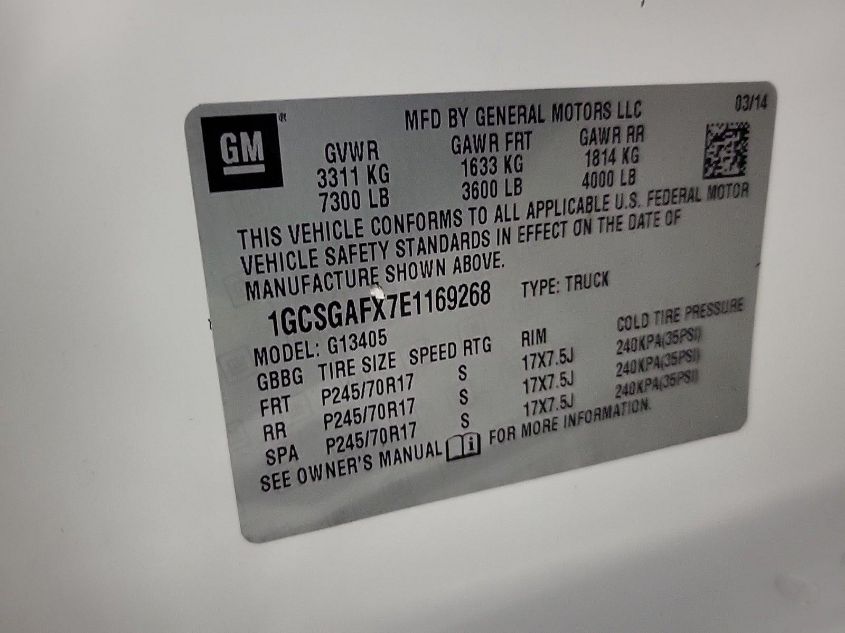 GM ® MFD BY GENERAL MOTORS LLC 03/14
GVWR GAWR FRT GAWR RR
3311 KG 1633 KG 1814 KG
7300 LB 3600 LB 4000 LB
THIS VEHICLE CONFORMS TO ALL APPLICABLE U.S. FEDERAL MOTOR
VEHICLE SAFETY STANDARDS IN EFFECT ON THE DATE OF
MANUFACTURE SHOWN ABOVE.
1GCSGAFX7E1169268 TYPE: TRUCK
MODEL: G13405
GBBG TIRE SIZE SPEED RTG RIM COLD TIRE PRESSURE
FRT P245/70R17 S 17X7.5J 240KPA(35PSI)
RR P245/70R17 S 17X7.5J 240KPA(35PSI)
SPA P245/70R17 S 17X7.5J 240KPA(35PSI)
SEE OWNER'S MANUAL i FOR MORE INFORMATION.